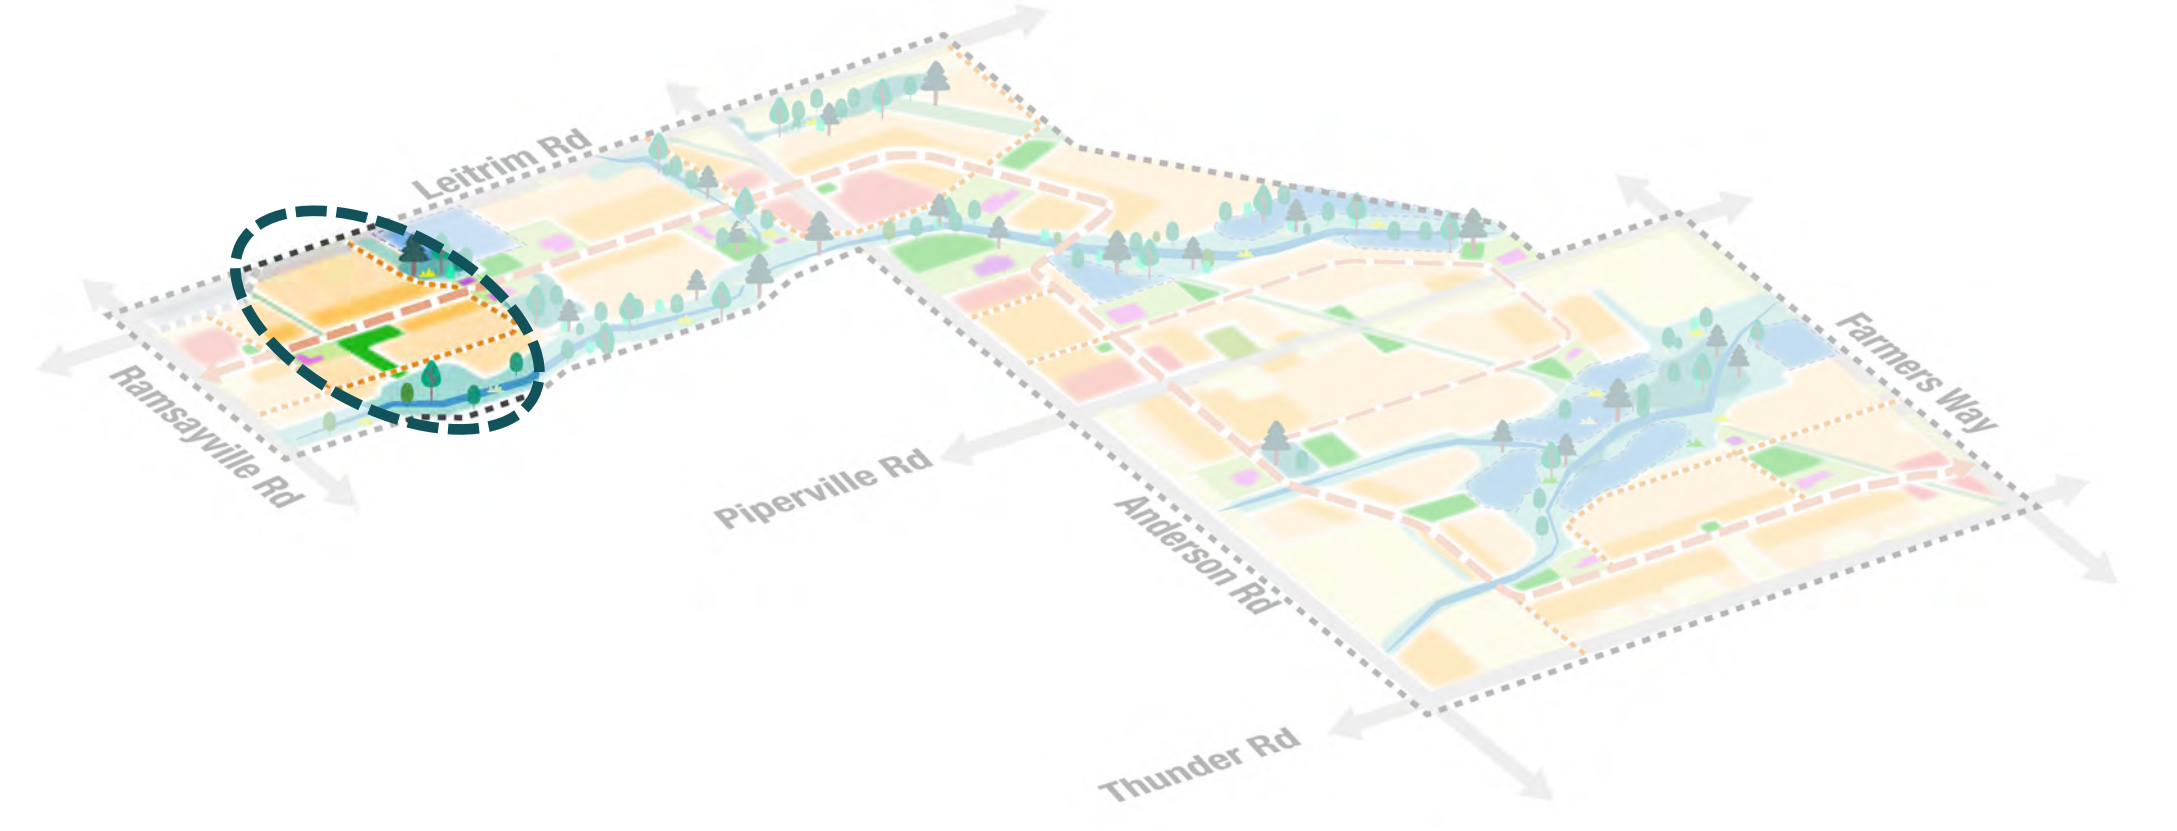 Leitrim Rd
Ramsayville Rd
Farmers Way
Piperville Rd
Anderson Rd
Thunder Rd